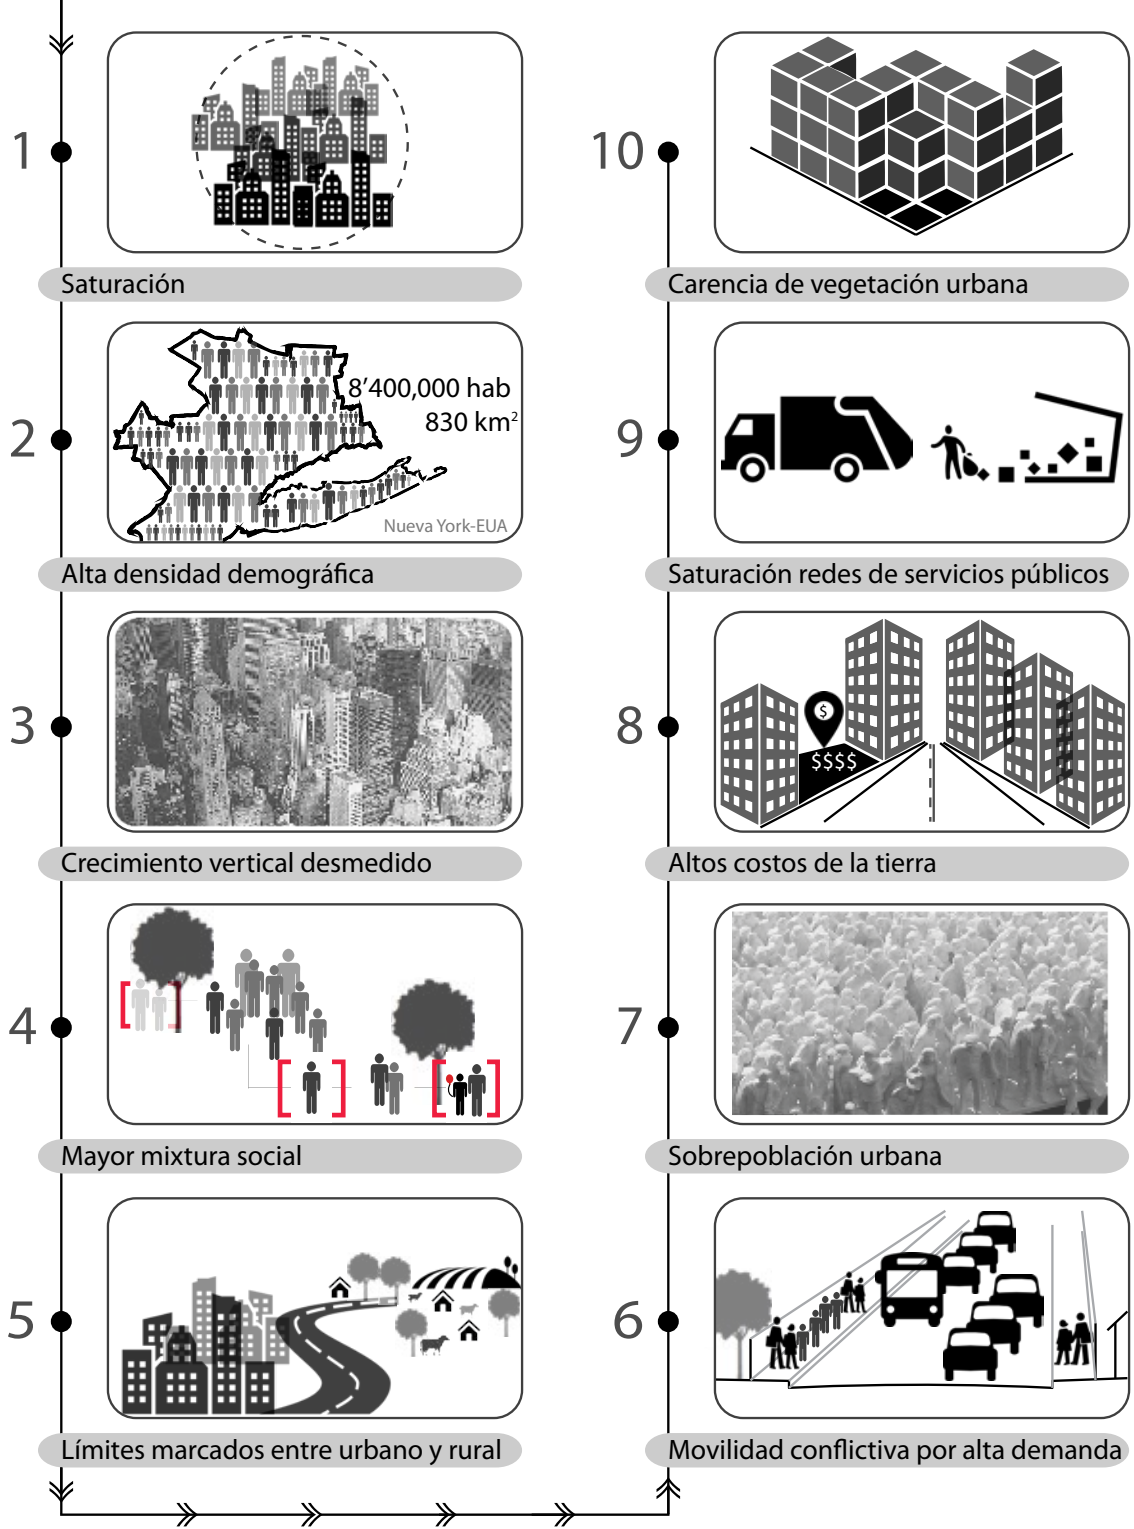 1
Saturación
8’400,000 hab
830 km²
Nueva York-EUA
2
Alta densidad demográfica
3
Crecimiento vertical desmedido
4
Mayor mixtura social
5
Límites marcados entre urbano y rural
6
Movilidad conflictiva por alta demanda
7
Sobrepoblación urbana
$
$$$$
8
Altos costos de la tierra
9
Saturación redes de servicios públicos
10
Carencia de vegetación urbana